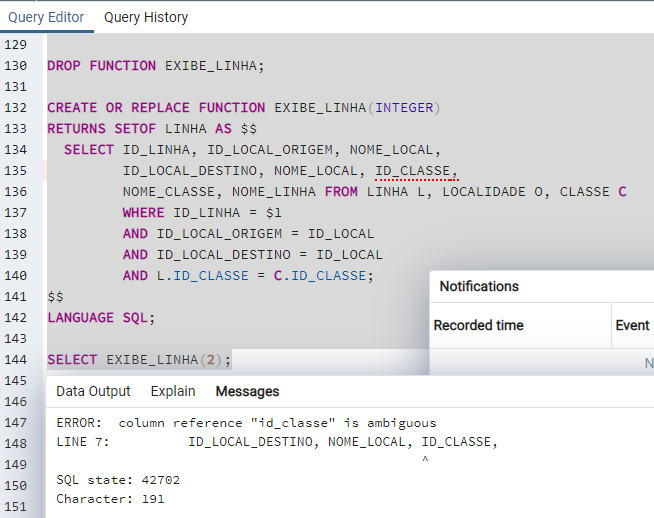 Query Editor Query History
129
130 DROP FUNCTION EXIBE_LINHA;
131
132 CREATE OR REPLACE FUNCTION EXIBE_LINHA(INTEGER)
133 RETURNS SETOF LINHA AS $$
134 SELECT ID_LINHA, ID_LOCAL_ORIGEM, NOME_LOCAL,
135 ID_LOCAL_DESTINO, NOME_LOCAL, ID_CLASSE,
136 NOME_CLASSE, NOME_LINHA FROM LINHA L, LOCALIDADE O, CLASSE C
137 WHERE ID_LINHA = $1
138 AND ID_LOCAL_ORIGEM = ID_LOCAL
139 AND ID_LOCAL_DESTINO = ID_LOCAL
140 AND L.ID_CLASSE = C.ID_CLASSE;
141 $$
142 LANGUAGE SQL;
143
144 SELECT EXIBE_LINHA(2);
145
146
147
148
149
150
151
Notifications
Recorded time Event
N
Data Output Explain Messages
ERROR: column reference "id_classe" is ambiguous
LINE 7: ID_LOCAL_DESTINO, NOME_LOCAL, ID_CLASSE,
^
SQL state: 42702
Character: 191